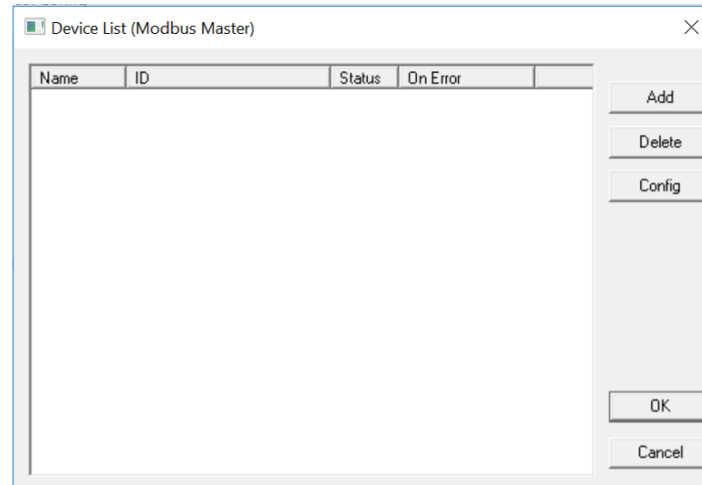 Device List (Modbus Master)
Name ID Status On Error
Add
Delete
Config
OK
Cancel